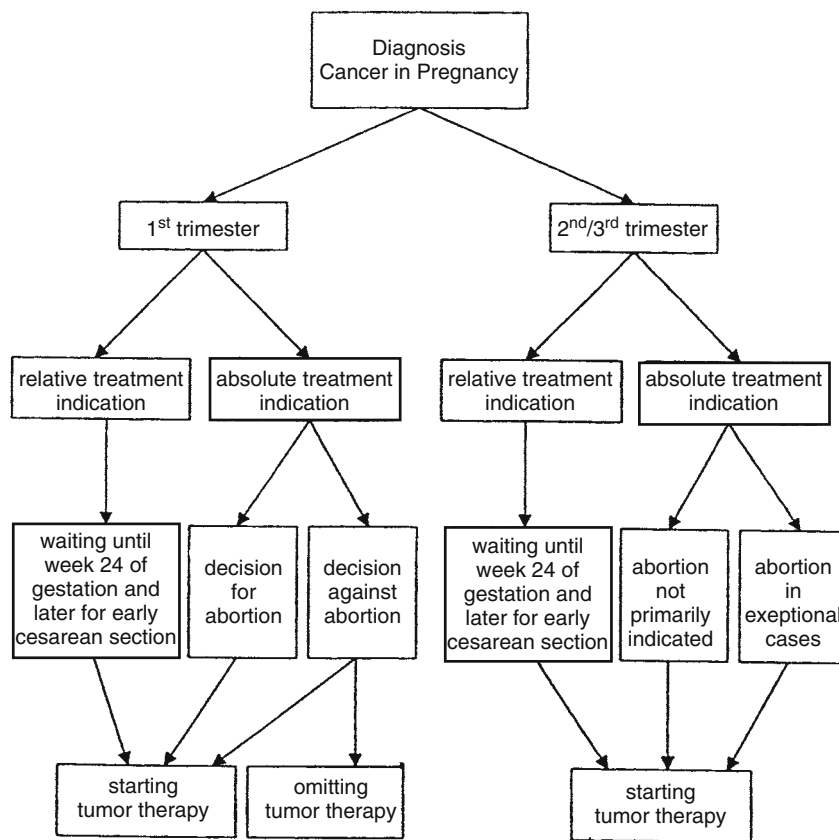 Diagnosis
Cancer in Pregnancy
1st trimester
2nd/3rd trimester
relative treatment
indication
absolute treatment
indication
relative treatment
indication
absolute treatment
indication
waiting until
week 24 of
gestation and
later for early
cesarean section
decision
for
abortion
decision
against
abortion
waiting until
week 24 of
gestation and
later for early
cesarean section
abortion
not
primarily
indicated
abortion
in
exeptional
cases
starting
tumor therapy
omitting
tumor therapy
starting
tumor therapy